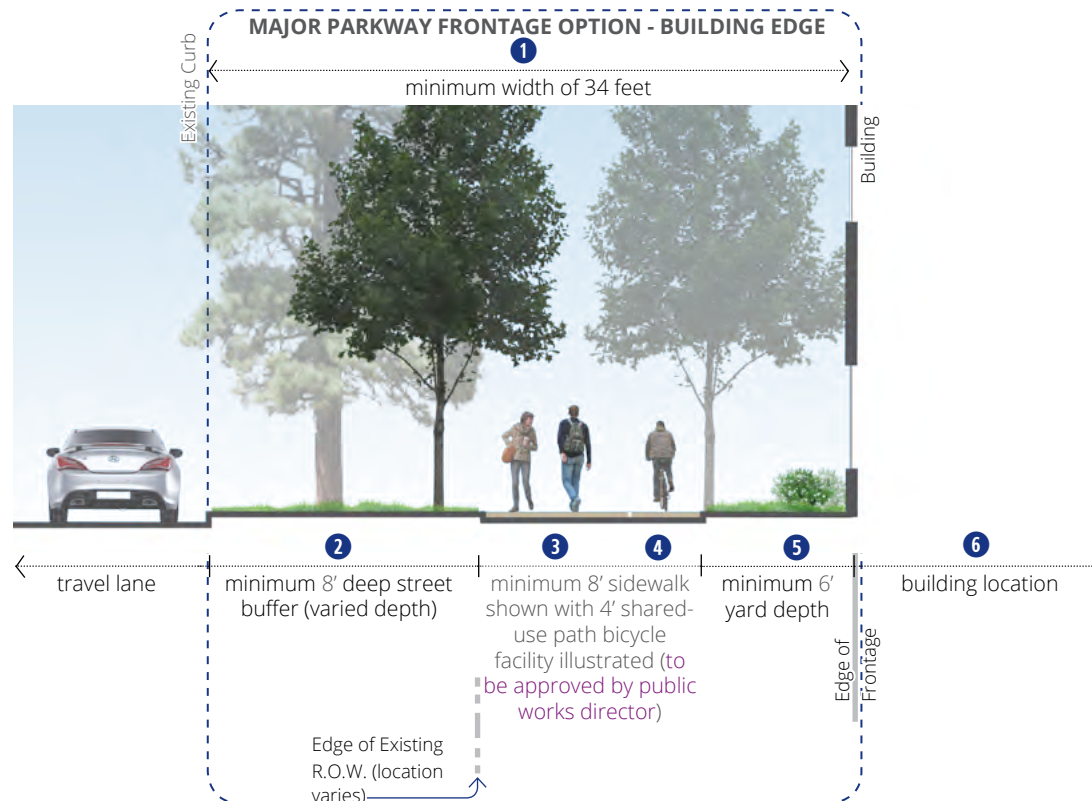 MAJOR PARKWAY FRONTAGE OPTION - BUILDING EDGE
1
minimum width of 34 feet
Existing Curb
Building
2
3
4
5
6
travel lane
minimum 8' deep street
buffer (varied depth)
minimum 8' sidewalk
shown with 4' shared-
use path bicycle
facility illustrated (to
be approved by public
works director)
minimum 6'
yard depth
building location
Edge of
Frontage
Edge of Existing
R.O.W. (location
varies)